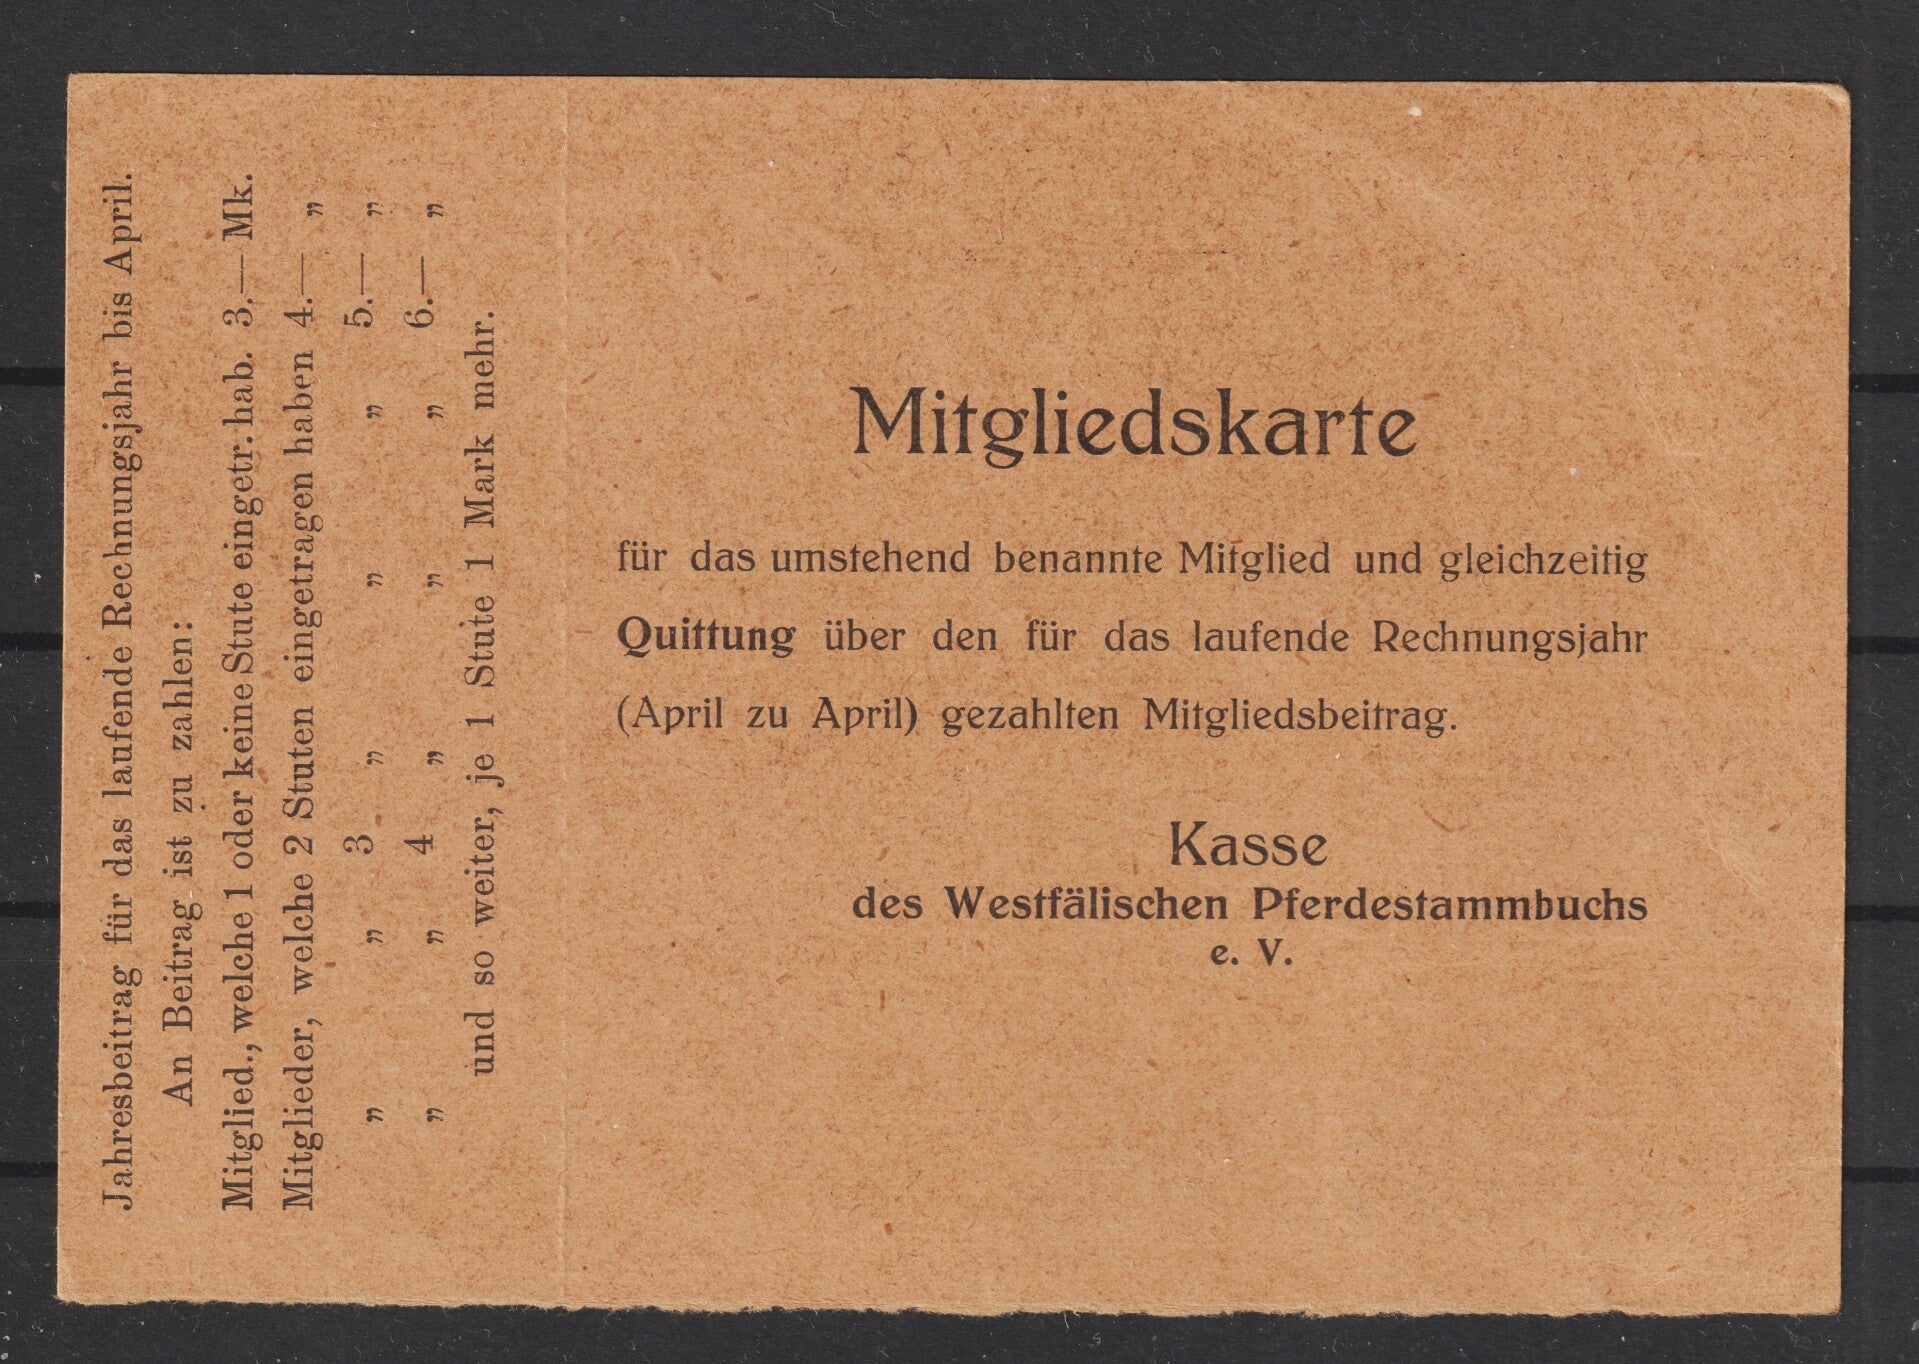 Jahresbeitrag für das laufende Rechnungsjahr bis April.
An Beitrag ist zu zahlen:
Mitglied., welche 1 oder keine Stute eingetr. hab. 3.— Mk.
Mitglieder, welche 2 Stuten eingetragen haben 4.— „
„ „ 3 „ „ „ 5.— „
„ „ 4 „ „ „ 6.— „
und so weiter, je 1 Stute 1 Mark mehr.
Mitgliedskarte
für das umstehend benannte Mitglied und gleichzeitig
Quittung über den für das laufende Rechnungsjahr
(April zu April) gezahlten Mitgliedsbeitrag.
Kasse
des Westfälischen Pferdestammbuchs
e. V.